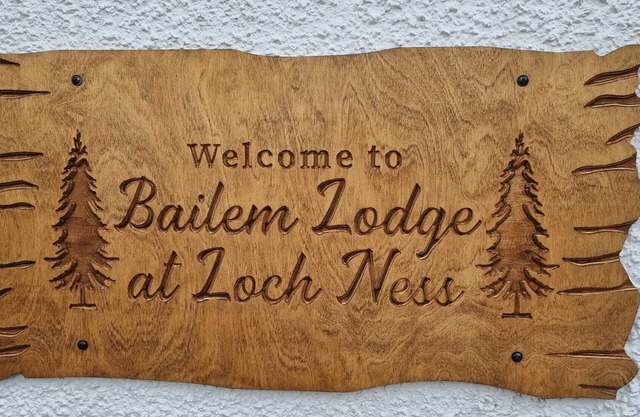 Welcome to
Bailem Lodge
at Loch Ness